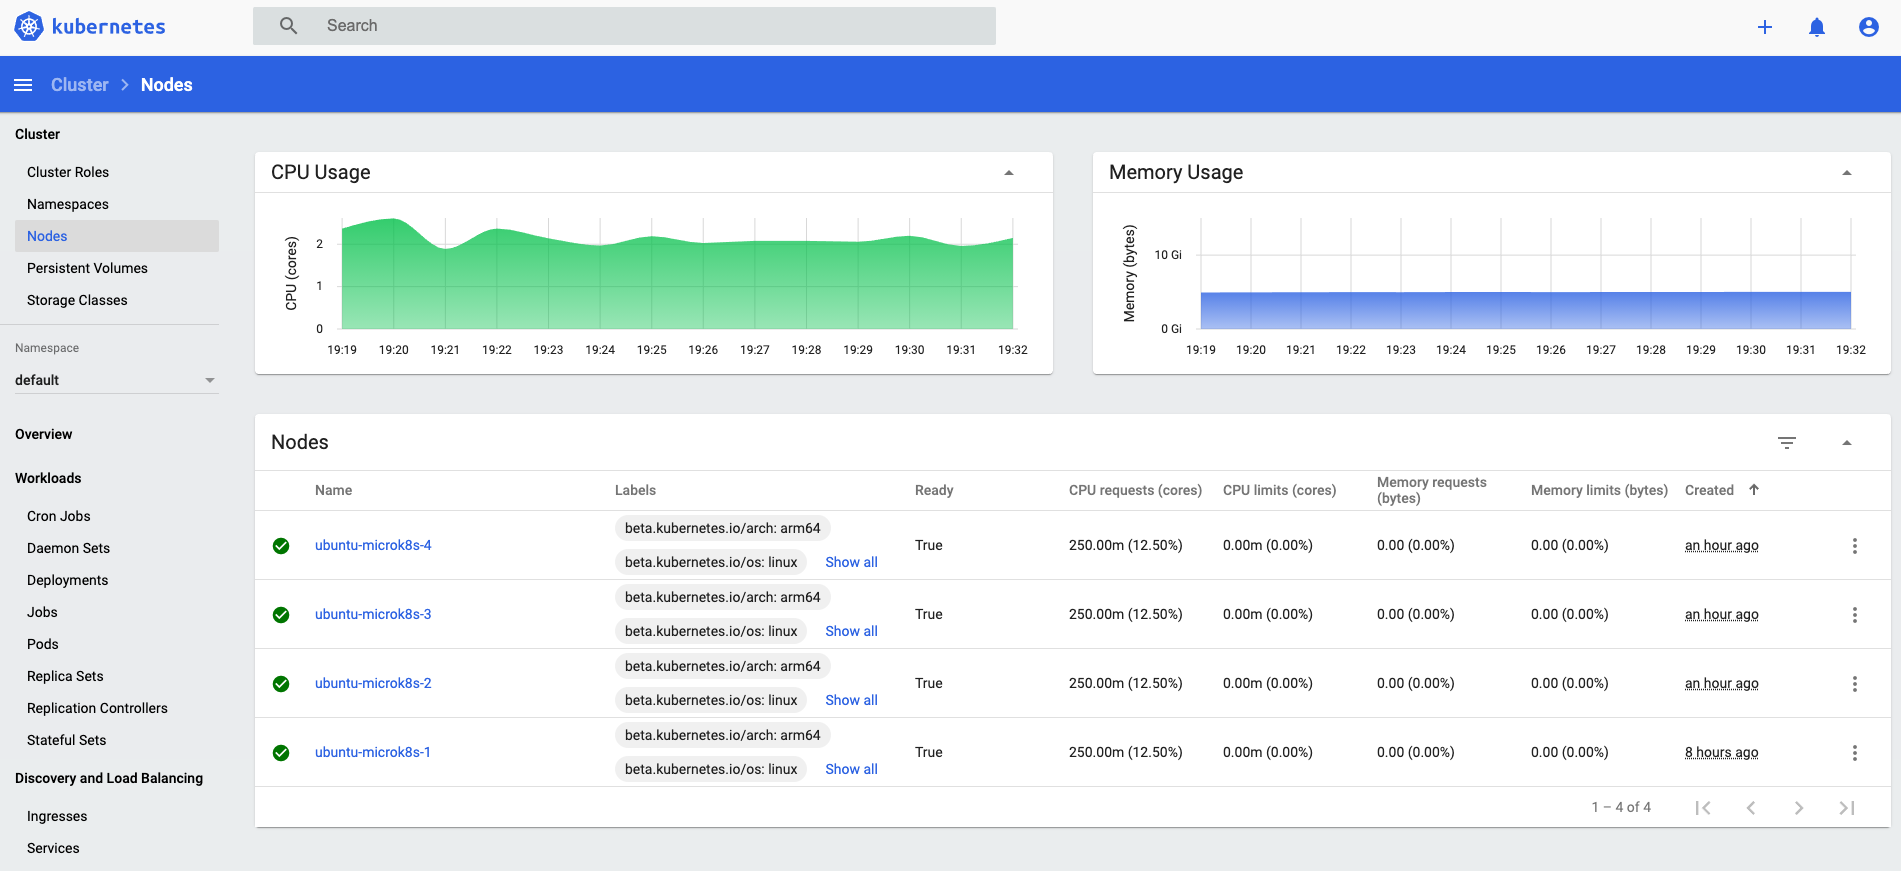 kubernetes
Search
Cluster
Nodes
Cluster
Cluster Roles
Namespaces
Nodes
Persistent Volumes
Storage Classes
Namespace
default
Overview
Workloads
Cron Jobs
Daemon Sets
Deployments
Jobs
Pods
Replica Sets
Replication Controllers
Stateful Sets
Discovery and Load Balancing
Ingresses
Services
CPU Usage
CPU (cores)
2
1
0
19:19 19:20 19:21 19:22 19:23 19:24 19:25 19:26 19:27 19:28 19:29 19:30 19:31 19:32
Memory Usage
Memory (bytes)
10 Gi
0 Gi
19:19 19:20 19:21 19:22 19:23 19:24 19:25 19:26 19:27 19:28 19:29 19:30 19:31 19:32
Nodes
Name Labels Ready CPU requests (cores) CPU limits (cores) Memory requests (bytes) Memory limits (bytes) Created
beta.kubernetes.io/arch: arm64
ubuntu-microk8s-4 True 250.00m (12.50%) 0.00m (0.00%) 0.00 (0.00%) 0.00 (0.00%) an hour ago
beta.kubernetes.io/os: linux Show all
beta.kubernetes.io/arch: arm64
ubuntu-microk8s-3 True 250.00m (12.50%) 0.00m (0.00%) 0.00 (0.00%) 0.00 (0.00%) an hour ago
beta.kubernetes.io/os: linux Show all
beta.kubernetes.io/arch: arm64
ubuntu-microk8s-2 True 250.00m (12.50%) 0.00m (0.00%) 0.00 (0.00%) 0.00 (0.00%) an hour ago
beta.kubernetes.io/os: linux Show all
beta.kubernetes.io/arch: arm64
ubuntu-microk8s-1 True 250.00m (12.50%) 0.00m (0.00%) 0.00 (0.00%) 0.00 (0.00%) 8 hours ago
beta.kubernetes.io/os: linux Show all
1 – 4 of 4